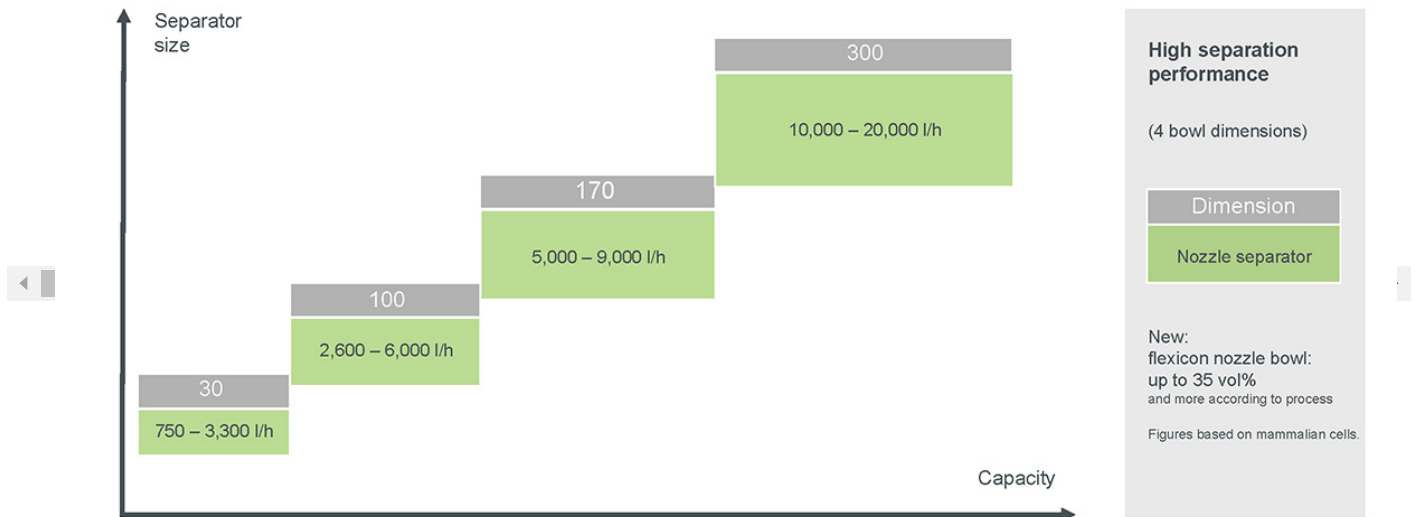 Separator
size
300
10,000 – 20,000 l/h
170
5,000 – 9,000 l/h
100
2,600 – 6,000 l/h
30
750 – 3,300 l/h
Capacity
High separation
performance
(4 bowl dimensions)
Dimension
Nozzle separator
New:
flexicon nozzle bowl:
up to 35 vol%
and more according to process
Figures based on mammalian cells.